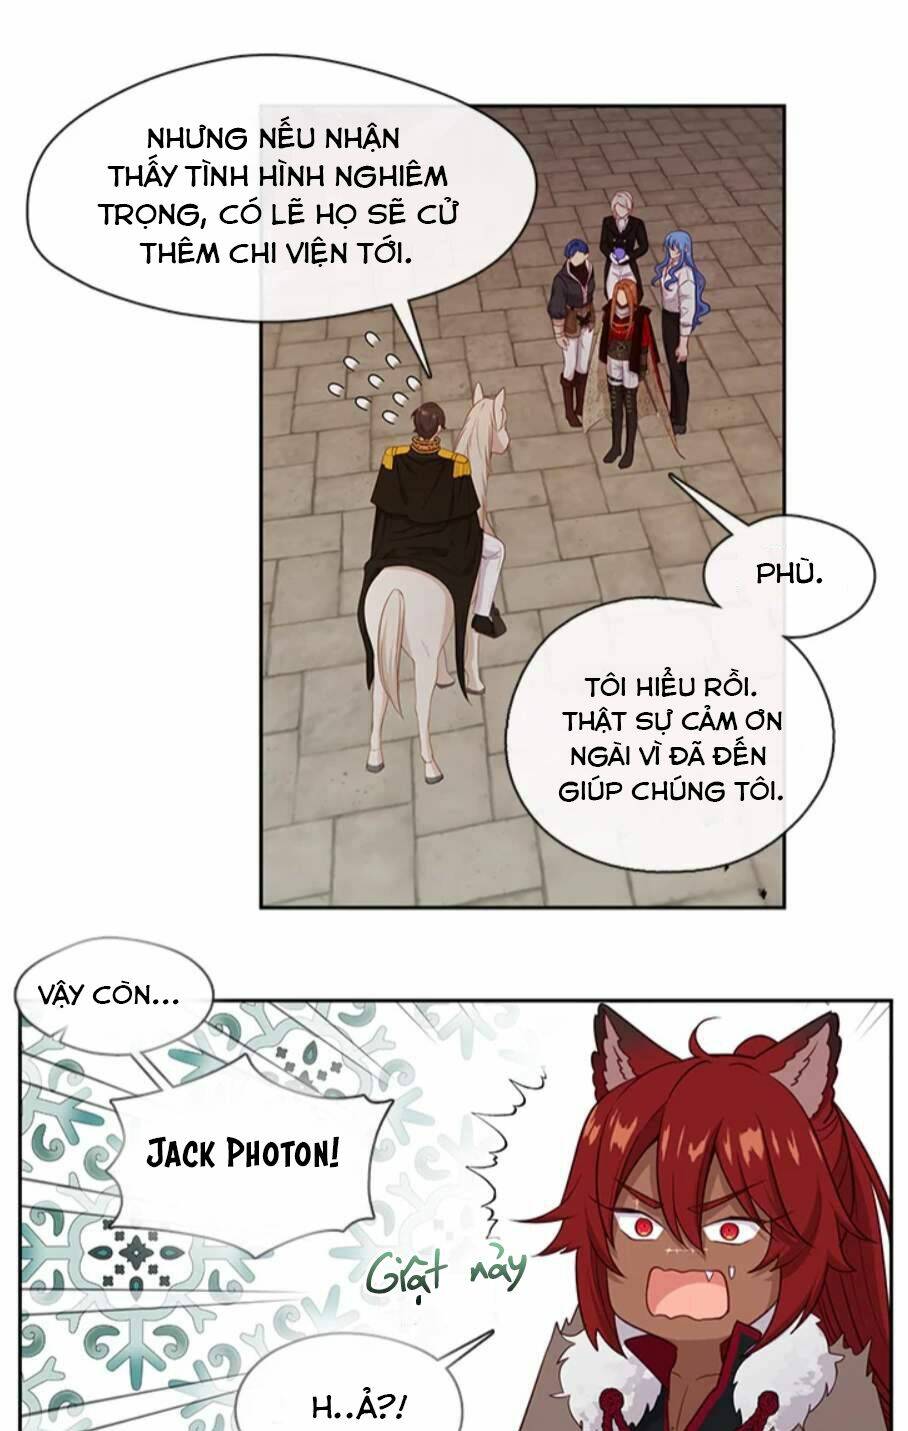 NHƯNG NẾU NHẬN
THẤY TÌNH HÌNH NGHIÊM
TRỌNG, CÓ LẼ HỌ SẼ CỬ
THÊM CHI VIỆN TỚI.
PHÙ.
TÔI HIỂU RỒI.
THẬT SỰ CẢM ƠN
NGÀI VÌ ĐÃ ĐẾN
GIÚP CHÚNG TÔI.
VẬY CÒN...
JACK PHOTON!
Giật nảy
H..Ả?!